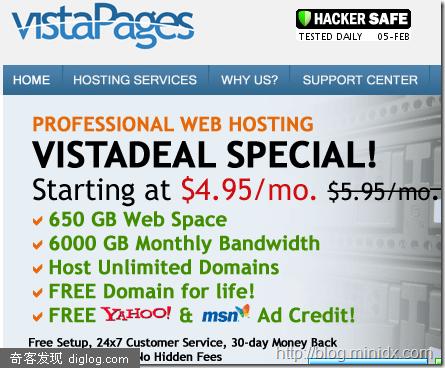 vistaPages
HACKER SAFE
TESTED DAILY 05-FEB
HOME HOSTING SERVICES WHY US? SUPPORT CENTER
PROFESSIONAL WEB HOSTING
VISTADEAL SPECIAL!
Starting at $4.95/mo. $5.95/mo.
650 GB Web Space
6000 GB Monthly Bandwidth
Host Unlimited Domains
FREE Domain for life!
FREE YAHOO! & msn Ad Credit!
Free Setup, 24x7 Customer Service, 30-day Money Back
No Hidden Fees
奇客发现 diglog.com
http://blog.minidx.com